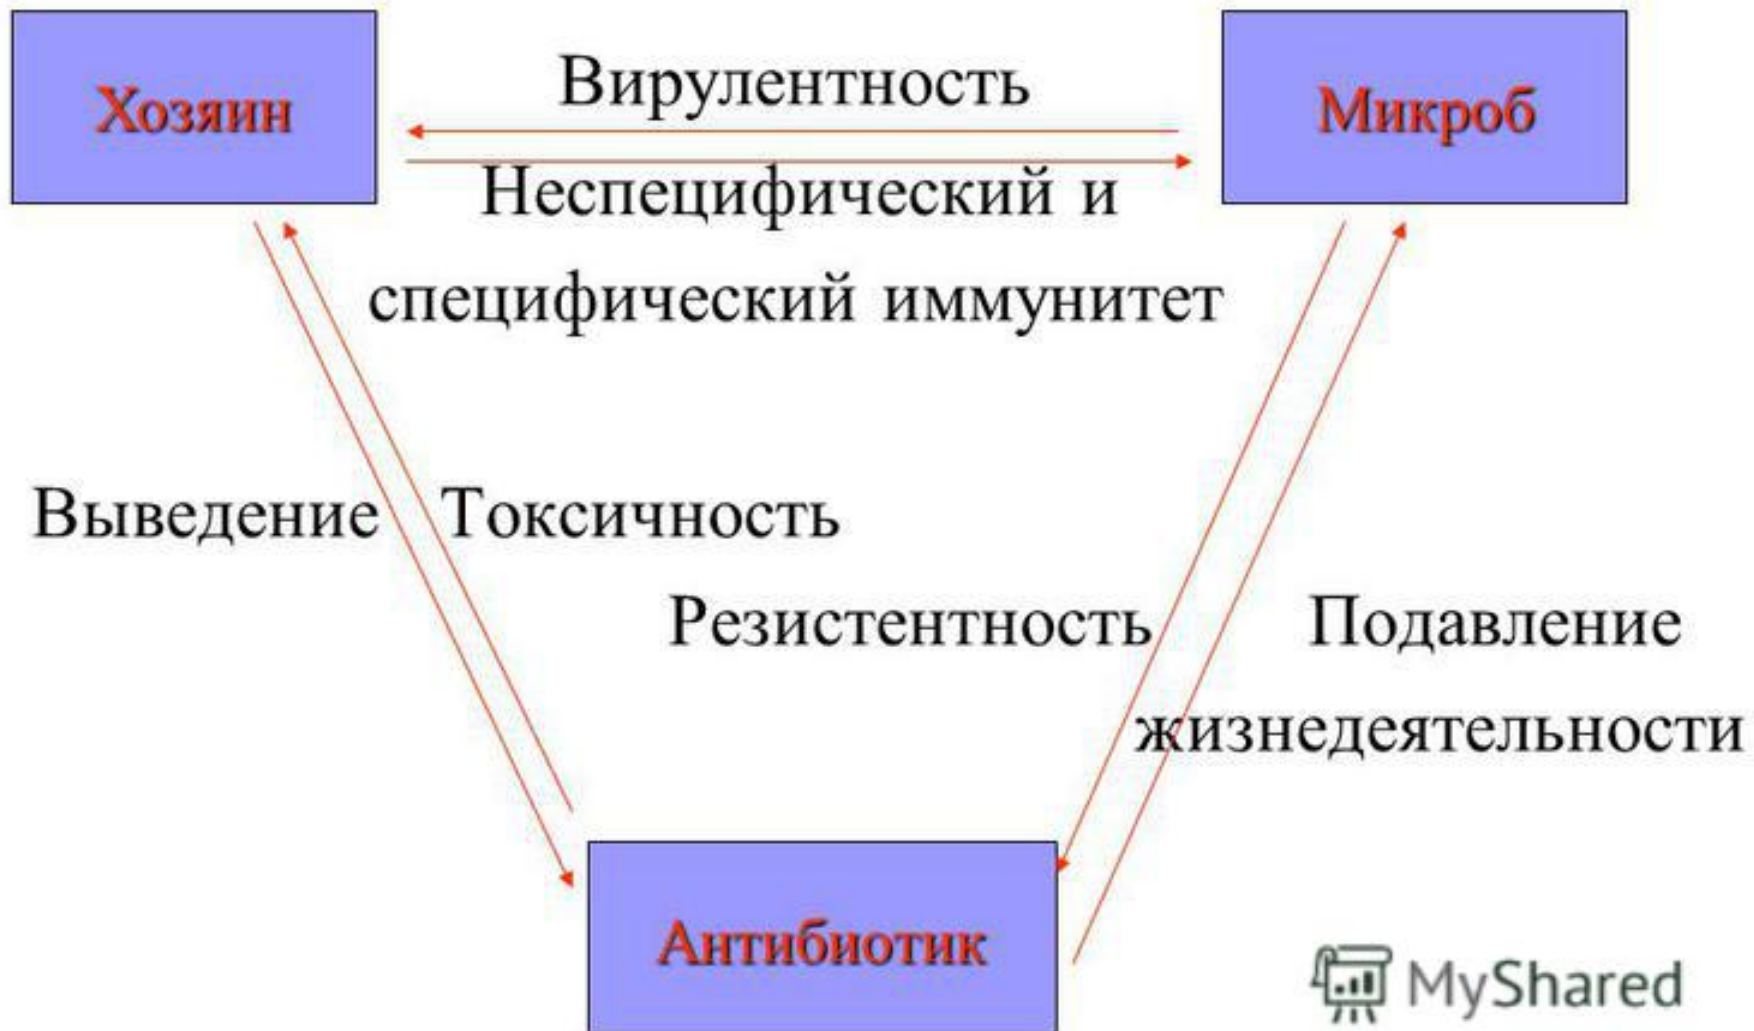 Хозяин
Вирулентность
Микроб
Неспецифический и
специфический иммунитет
Выведение
Токсичность
Резистентность
Подавление
жизнедеятельности
Антибиотик
MyShared